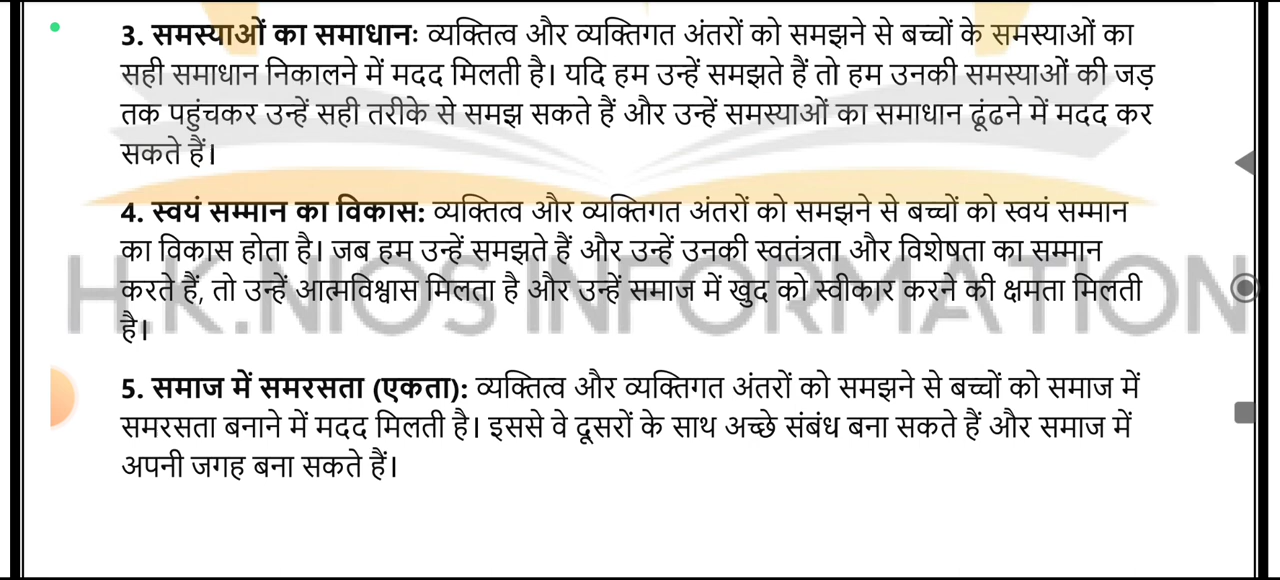 3. समस्याओं का समाधानः व्यक्तित्व और व्यक्तिगत अंतरों को समझने से बच्चों के समस्याओं का
सही समाधान निकालने में मदद मिलती है। यदि हम उन्हें समझते हैं तो हम उनकी समस्याओं की जड़
तक पहुंचकर उन्हें सही तरीके से समझ सकते हैं और उन्हें समस्याओं का समाधान ढूंढने में मदद कर
सकते हैं।
4. स्वयं सम्मान का विकास: व्यक्तित्व और व्यक्तिगत अंतरों को समझने से बच्चों को स्वयं सम्मान
का विकास होता है। जब हम उन्हें समझते हैं और उन्हें उनकी स्वतंत्रता और विशेषता का सम्मान
करते हैं, तो उन्हें आत्मविश्वास मिलता है और उन्हें समाज में खुद को स्वीकार करने की क्षमता मिलती
है।
H.K.NIOS INFORMATION
5. समाज में समरसता (एकता): व्यक्तित्व और व्यक्तिगत अंतरों को समझने से बच्चों को समाज में
समरसता बनाने में मदद मिलती है। इससे वे दूसरों के साथ अच्छे संबंध बना सकते हैं और समाज में
अपनी जगह बना सकते हैं।